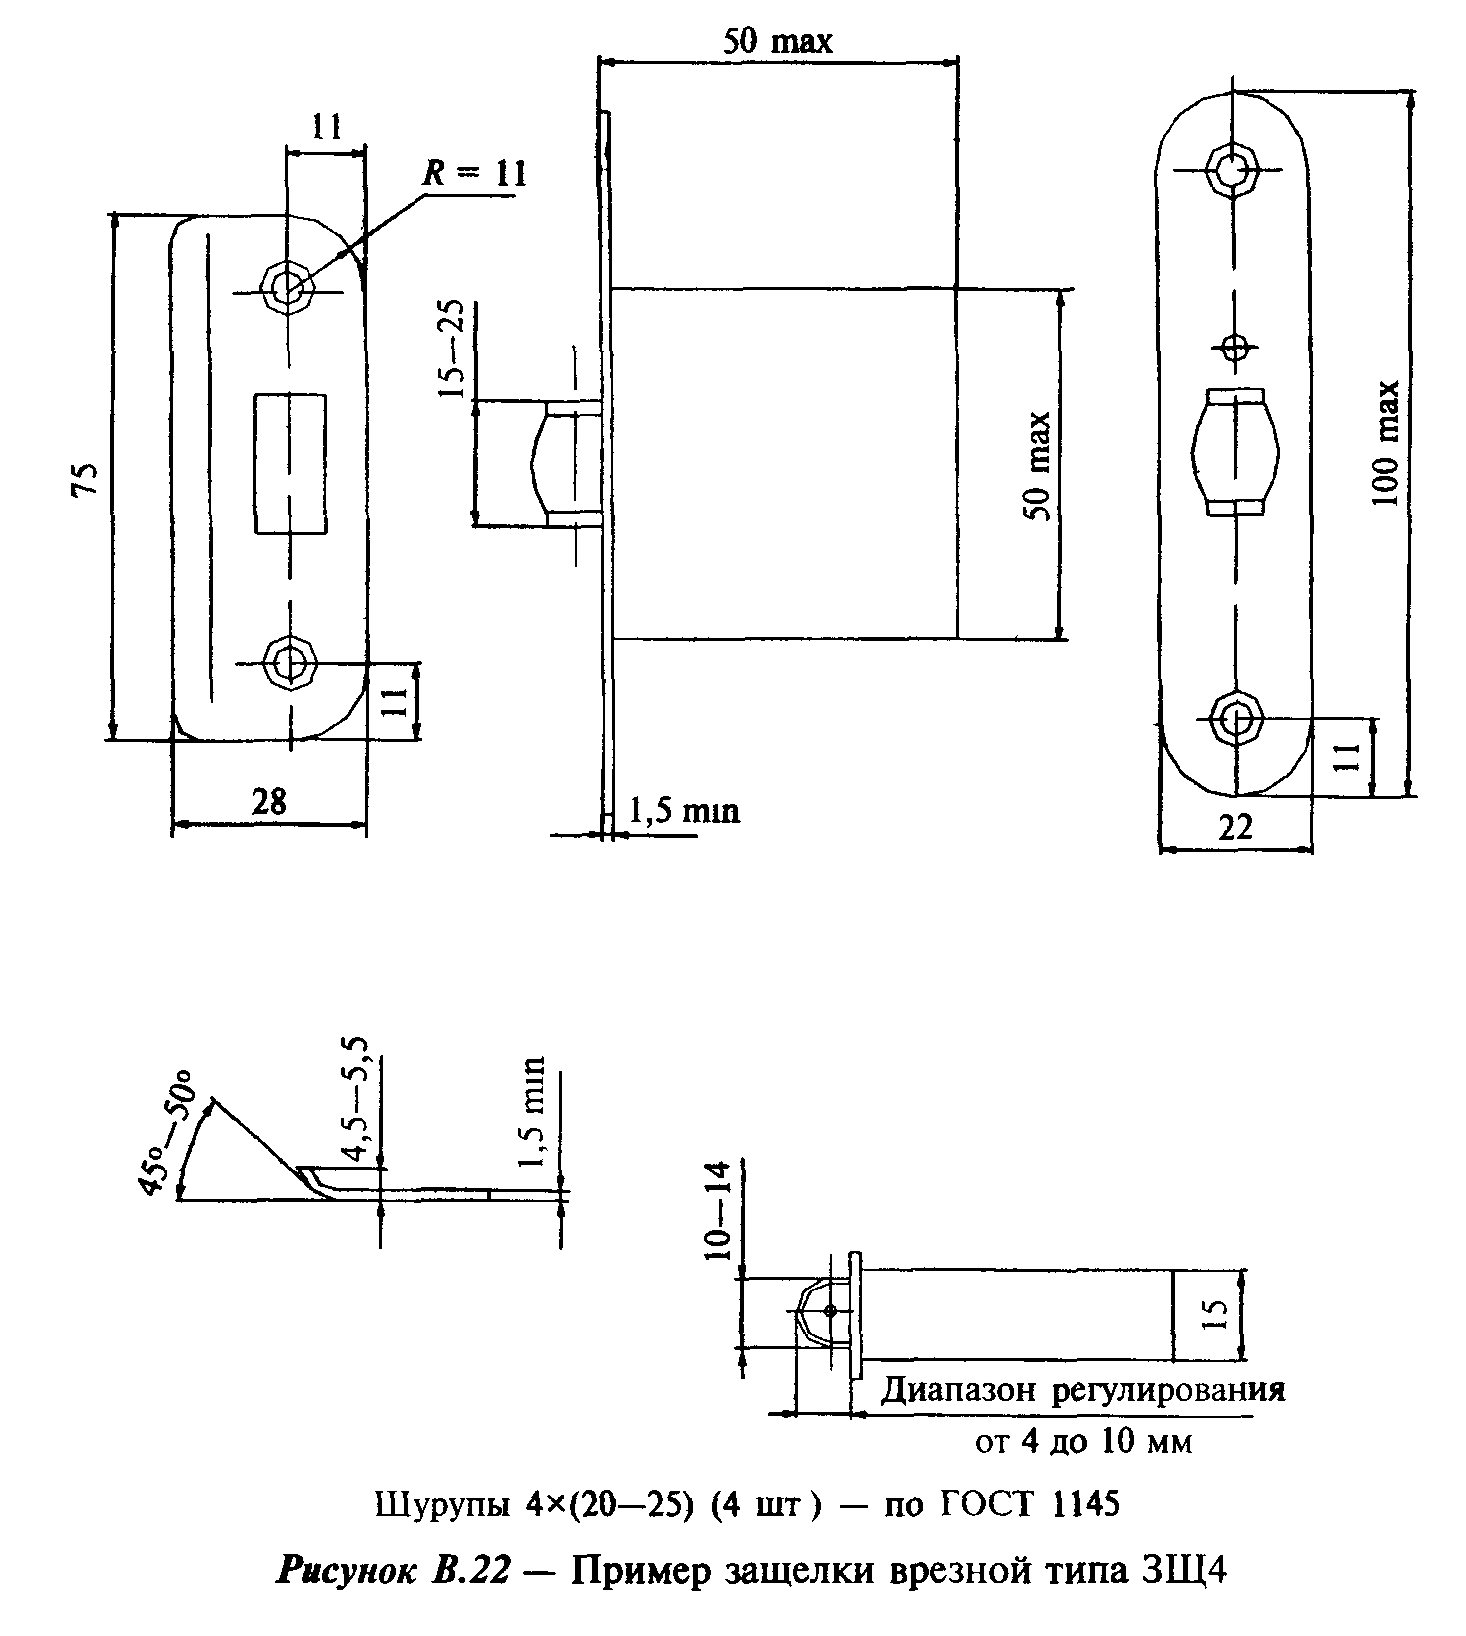 50 max
11
R = 11
15—25
75
50 max
100 max
11
11
28
1,5 min
22
45°—50°
4,5—5,5
1,5 min
10—14
15
Диапазон регулирования
от 4 до 10 мм
Шурупы 4×(20—25) (4 шт ) — по ГОСТ 1145
Рисунок В.22 — Пример защелки врезной типа ЗЩ4